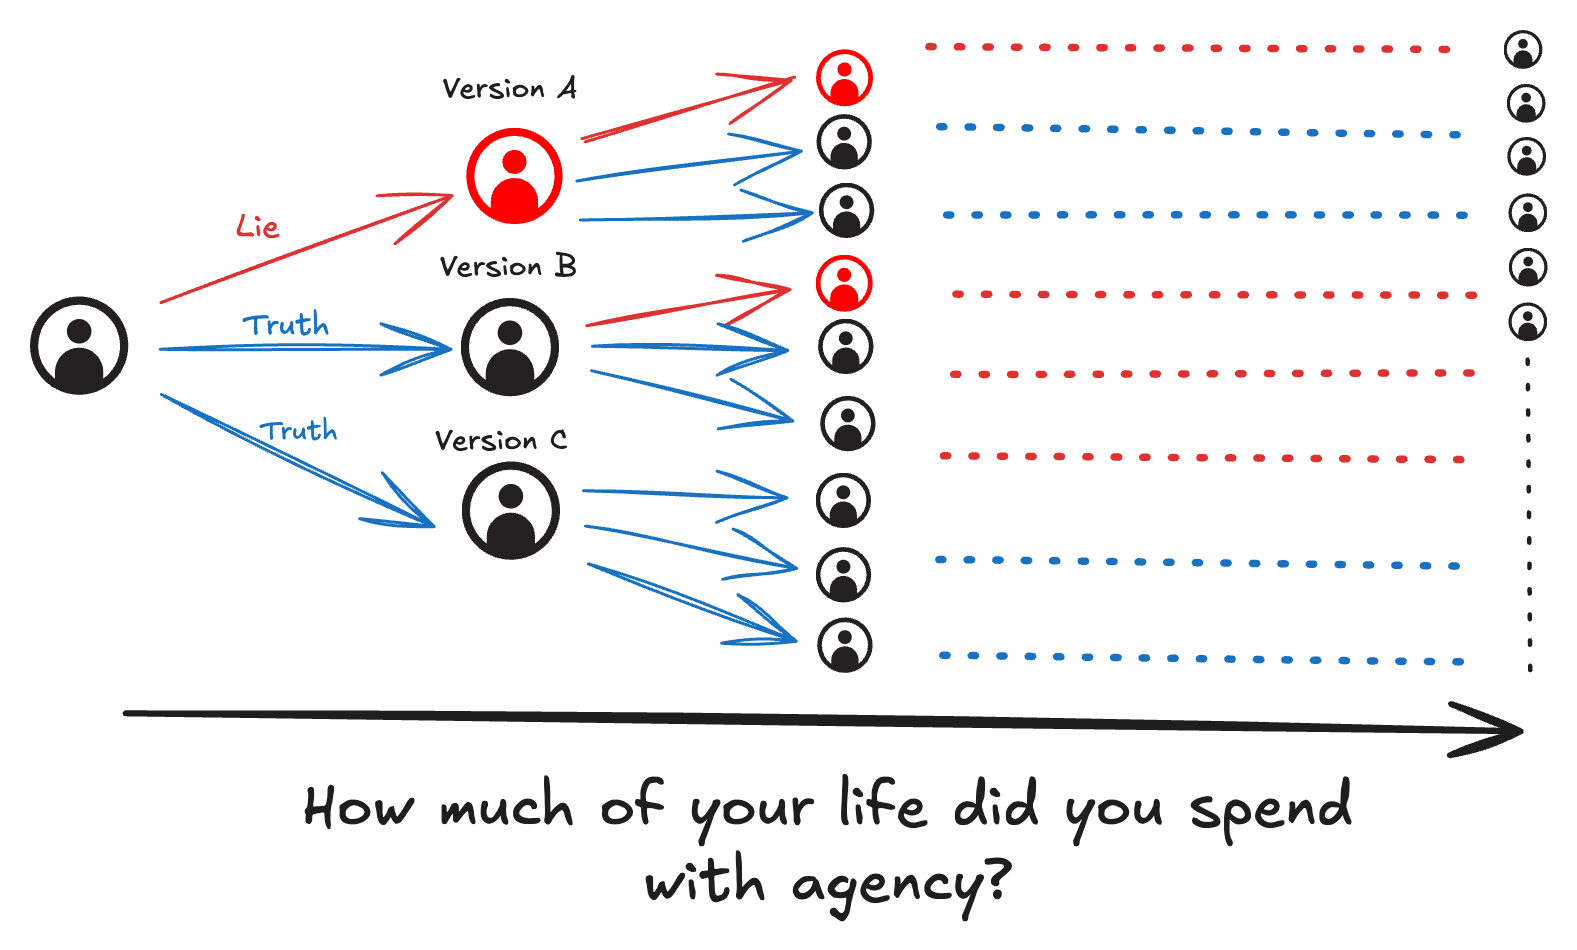 Version A
Lie
Version B
Truth
Truth
Version C
How much of your life did you spend
with agency?